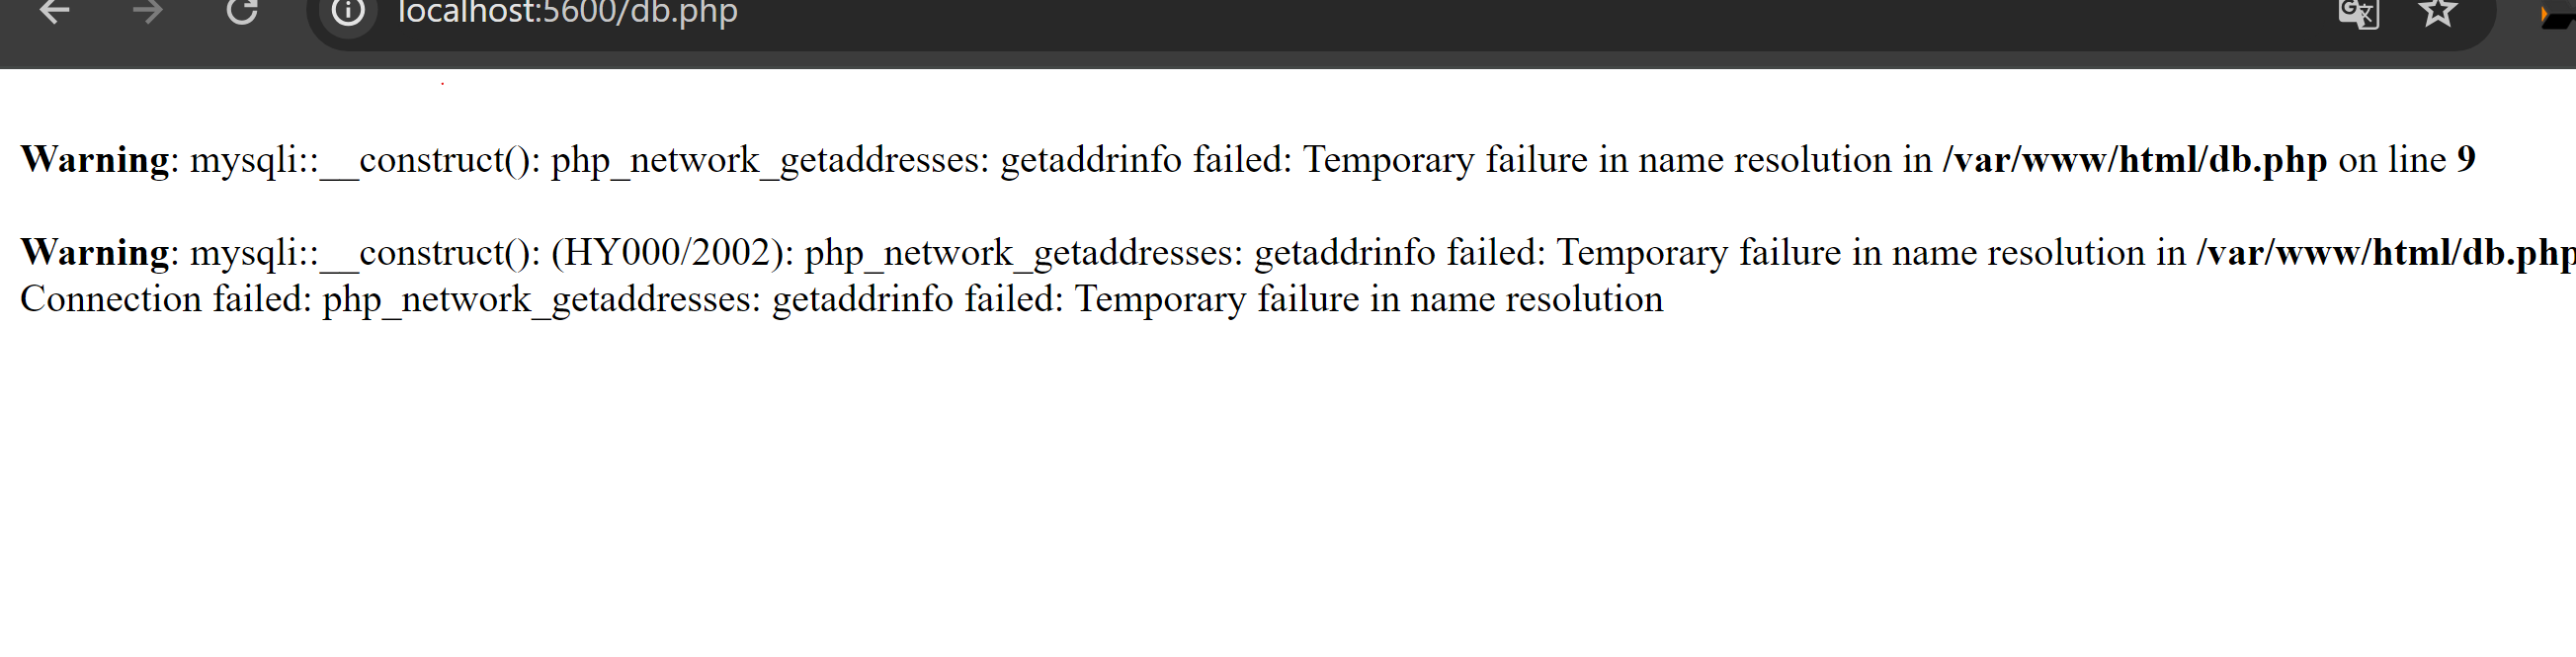 localhost:5600/db.php
Warning: mysqli::__construct(): php_network_getaddresses: getaddrinfo failed: Temporary failure in name resolution in /var/www/html/db.php on line 9
Warning: mysqli::__construct(): (HY000/2002): php_network_getaddresses: getaddrinfo failed: Temporary failure in name resolution in /var/www/html/db.php
Connection failed: php_network_getaddresses: getaddrinfo failed: Temporary failure in name resolution